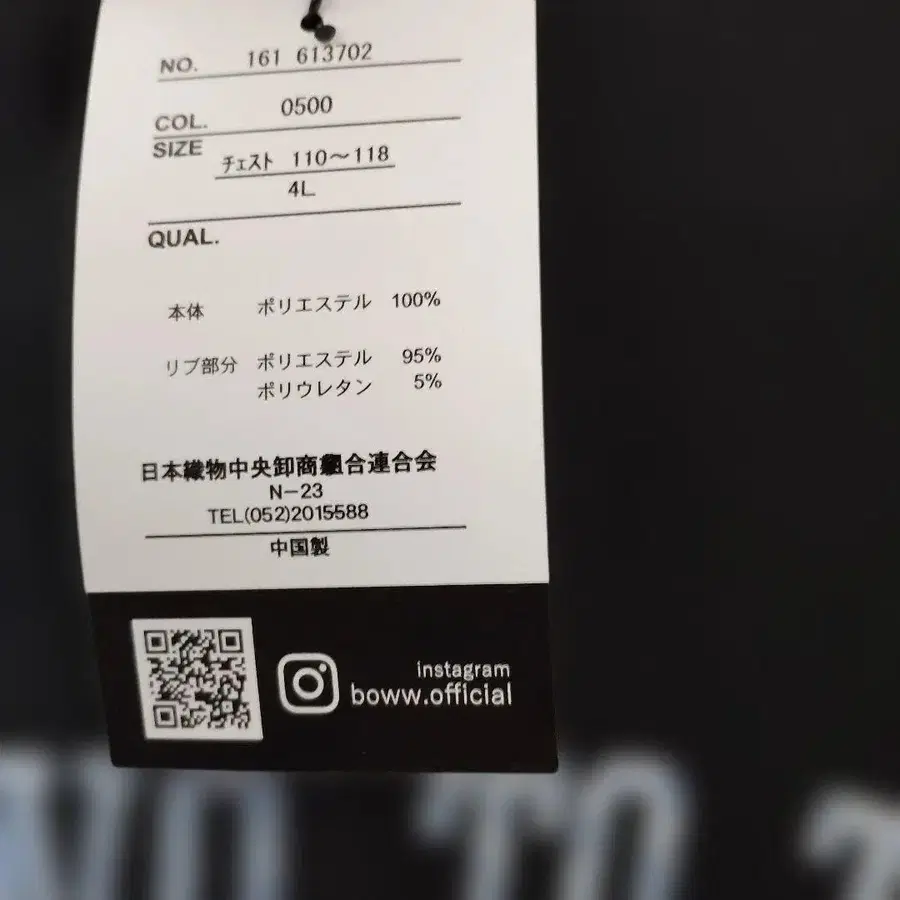 NO. 161 613702
COL. 0500
SIZE チェスト 110～118
4L
QUAL.
本体 ポリエステル 100%
リブ部分 ポリエステル 95%
ポリウレタン 5%
日本織物中央卸商組合連合会
N-23
TEL(052)2015588
中国製
instagram
boww.official
TO